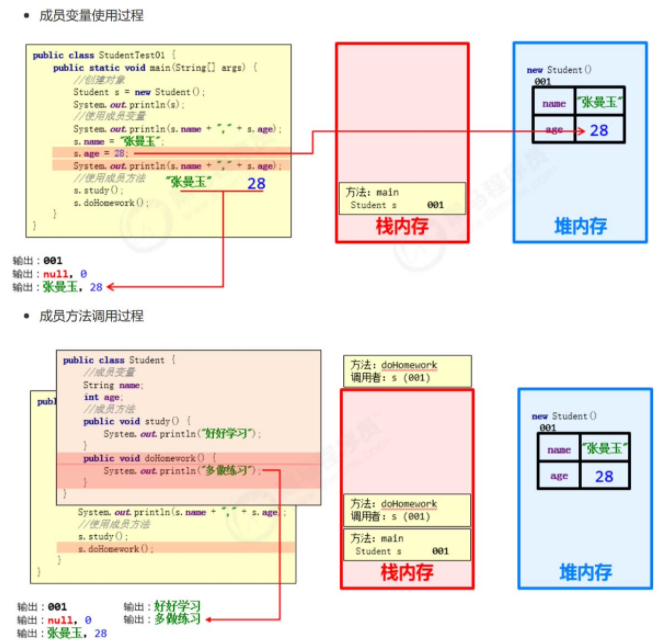 • 成员变量使用过程
public class StudentTest01 {
public static void main(String[] args) {
//创建对象
Student s = new Student();
System.out.println(s);
//使用成员变量
System.out.println(s.name + "," + s.age);
s.name = "张曼玉";
s.age = 28;
System.out.println(s.name + "," + s.age);
//使用成员方法
"张曼玉" 28
s.study();
s.doHomework();
}
}
方法：main
Student s 001
栈内存
new Student()
001
name "张曼玉"
age 28
堆内存
输出：001
输出：null，0
输出：张曼玉，28
• 成员方法调用过程
publ
public class Student {
//成员变量
String name;
int age;
//成员方法
public void study() {
System.out.println("好好学习");
}
public void doHomework() {
System.out.println("多做练习");
}
}
System.out.println(s.name + "," + s.age);
//使用成员方法
s.study();
s.doHomework();
}
}
方法：doHomework
调用者：s (001)
方法：doHomework
调用者：s (001)
方法：main
Student s 001
栈内存
new Student()
001
name "张曼玉"
age 28
堆内存
输出：001 输出：好好学习
输出：null，0 输出：多做练习
输出：张曼玉，28